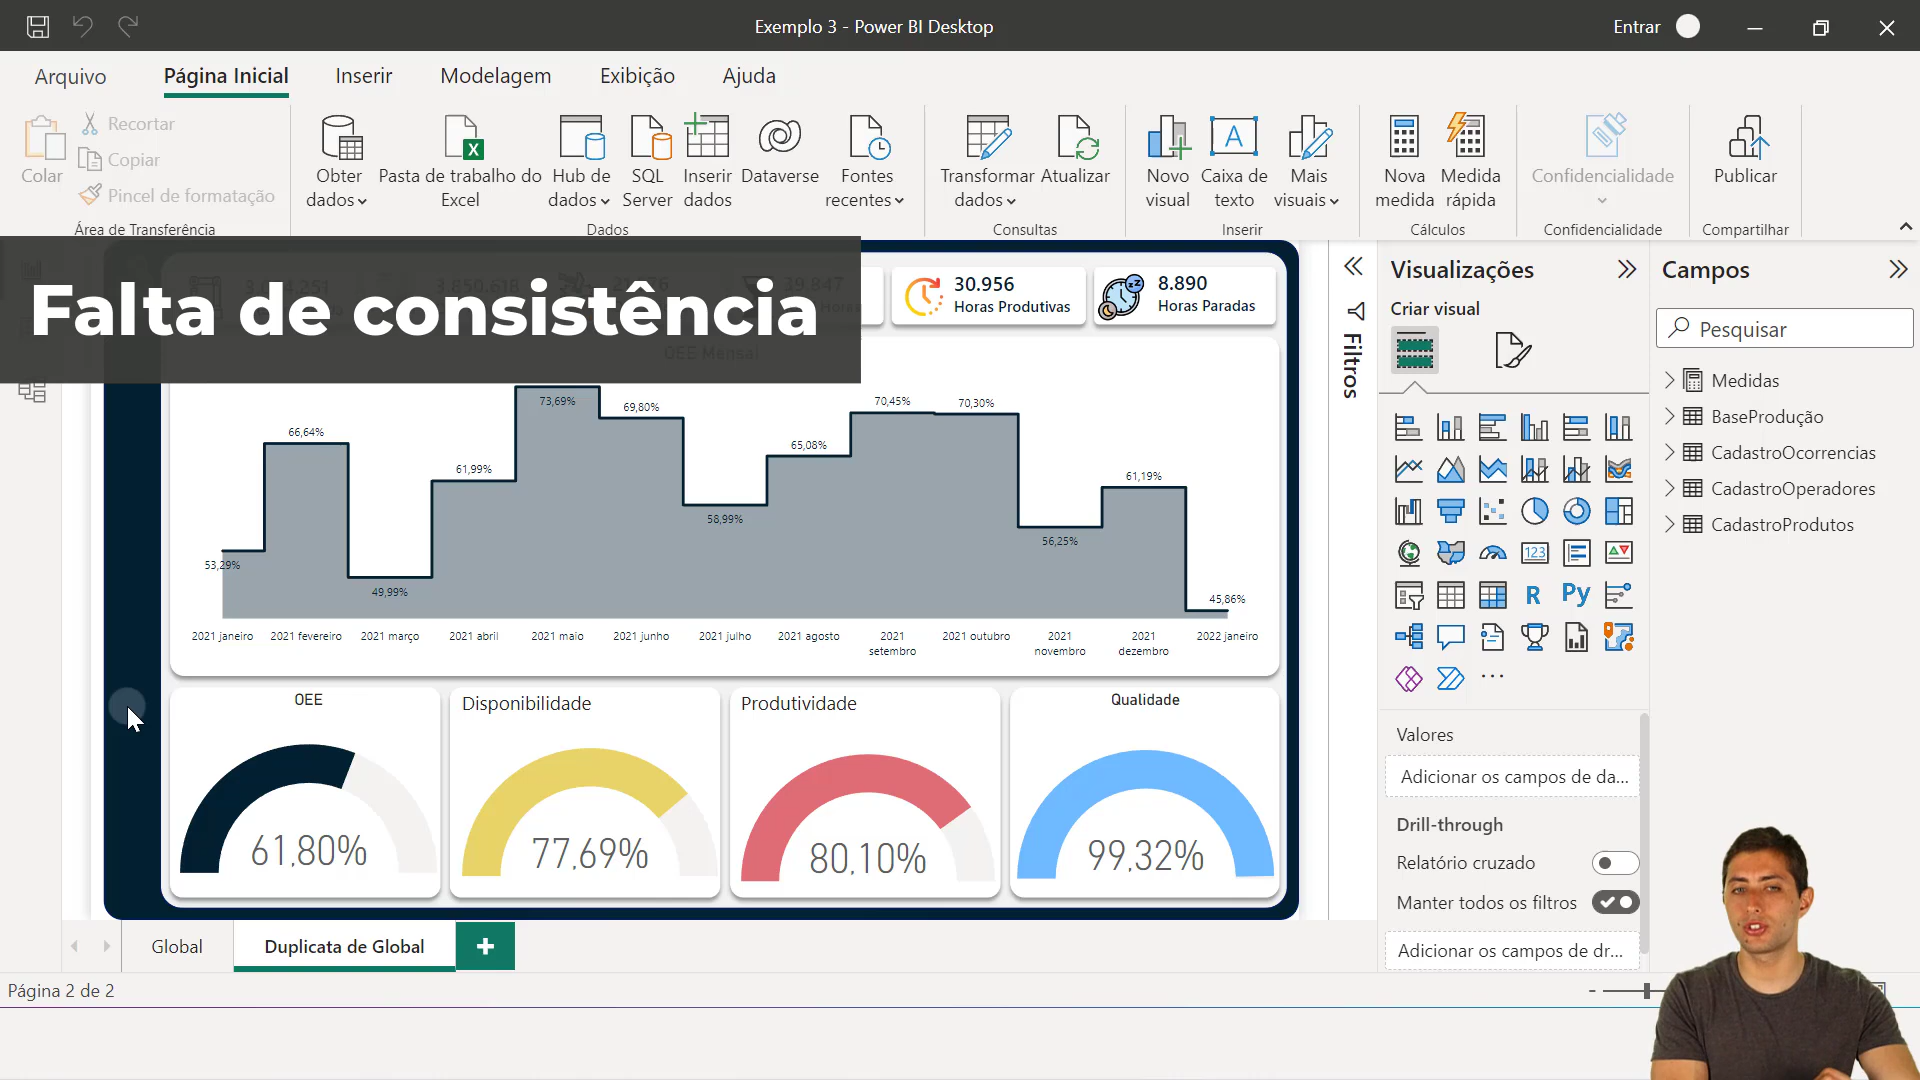 Exemplo 3 - Power BI Desktop
Entrar
Arquivo
Página Inicial
Inserir
Modelagem
Exibição
Ajuda
Colar
Recortar
Copiar
Pincel de formatação
Área de Transferência
Obter
dados
Pasta de trabalho do
Excel
Hub de
dados
SQL
Server
Inserir
dados
Dataverse
Fontes
recentes
Dados
Transformar
dados
Atualizar
Consultas
Novo
visual
Caixa de
texto
Mais
visuais
Inserir
Nova
medida
Medida
rápida
Cálculos
Confidencialidade
Confidencialidade
Publicar
Compartilhar
Falta de consistência
39.847
30.956
Horas Produtivas
8.890
Horas Paradas
OEE Mensal
53,29%
66,64%
49,99%
61,99%
73,69%
69,80%
58,99%
65,08%
70,45%
70,30%
56,25%
61,19%
45,86%
2021 janeiro
2021 fevereiro
2021 março
2021 abril
2021 maio
2021 junho
2021 julho
2021 agosto
2021
setembro
2021 outubro
2021
novembro
2021
dezembro
2022 janeiro
OEE
61,80%
Disponibilidade
77,69%
Produtividade
80,10%
Qualidade
99,32%
Filtros
Visualizações
Criar visual
123
R
Py
Valores
Adicionar os campos de da...
Drill-through
Relatório cruzado
Manter todos os filtros
Adicionar os campos de dr...
Campos
Pesquisar
Medidas
BaseProdução
CadastroOcorrencias
CadastroOperadores
CadastroProdutos
Global
Duplicata de Global
Página 2 de 2